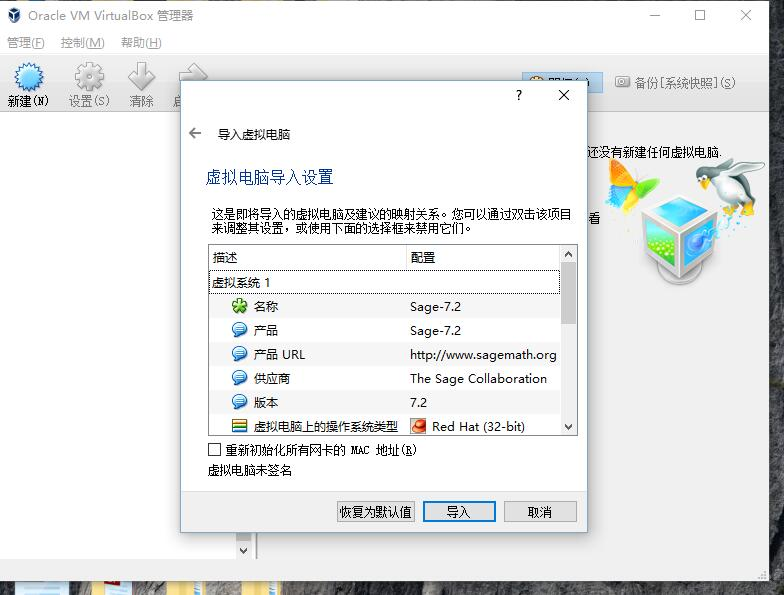 Oracle VM VirtualBox 管理器
管理(F) 控制(M) 帮助(H)
新建(N) 设置(S) 清除
备份[系统快照](S)
还没有新建任何虚拟电脑.
看
?
导入虚拟电脑
虚拟电脑导入设置
这是即将导入的虚拟电脑及建议的映射关系。您可以通过双击该项目
来调整其设置，或使用下面的选择框来禁用它们。
描述 配置
虚拟系统 1
名称 Sage-7.2
产品 Sage-7.2
产品 URL http://www.sagemath.org
供应商 The Sage Collaboration
版本 7.2
虚拟电脑上的操作系统类型 Red Hat (32-bit)
重新初始化所有网卡的 MAC 地址(R)
虚拟电脑未签名
恢复为默认值 导入 取消